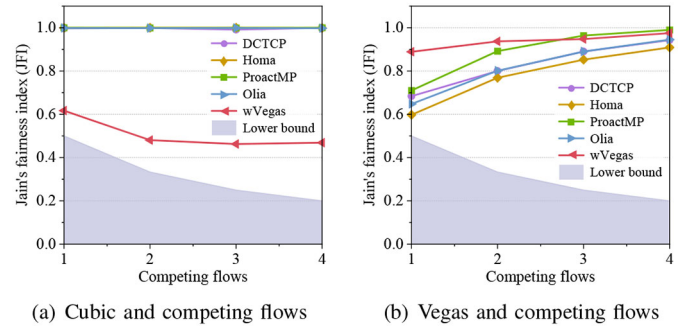 1.0
0.8
0.6
0.4
0.2
0.0
Jain's fairness index (JFI)
DCTCP
Homa
ProactMP
Olia
wVegas
Lower bound
1 2 3 4
Competing flows
(a) Cubic and competing flows
1.0
0.8
0.6
0.4
0.2
0.0
Jain's fairness index (JFI)
DCTCP
Homa
ProactMP
Olia
wVegas
Lower bound
1 2 3 4
Competing flows
(b) Vegas and competing flows